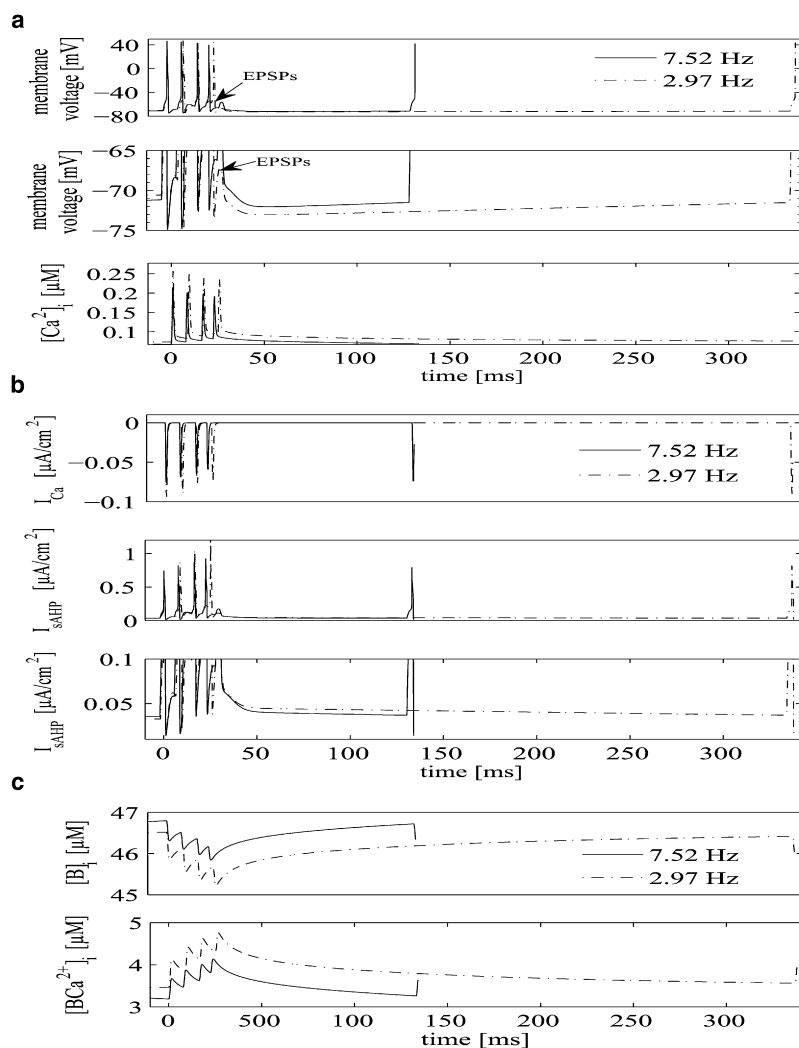 a
membrane voltage [mV]
40
0
−40
−80
EPSPs
7.52 Hz
2.97 Hz
membrane voltage [mV]
−65
−70
−75
EPSPs
[Ca²]i [µM]
0.25
0.2
0.15
0.1
0 50 100 150 200 250 300
time [ms]
b
I Ca [µA/cm²]
0
−0.05
−0.1
7.52 Hz
2.97 Hz
I sAHP [µA/cm²]
1
0.5
0
I sAHP [µA/cm²]
0.1
0.05
0 50 100 150 200 250 300
time [ms]
c
[B]i [µM]
47
46
45
7.52 Hz
2.97 Hz
[BCa²⁺]i [µM]
5
4
3
0 500 100 150 200 250 300
time [ms]